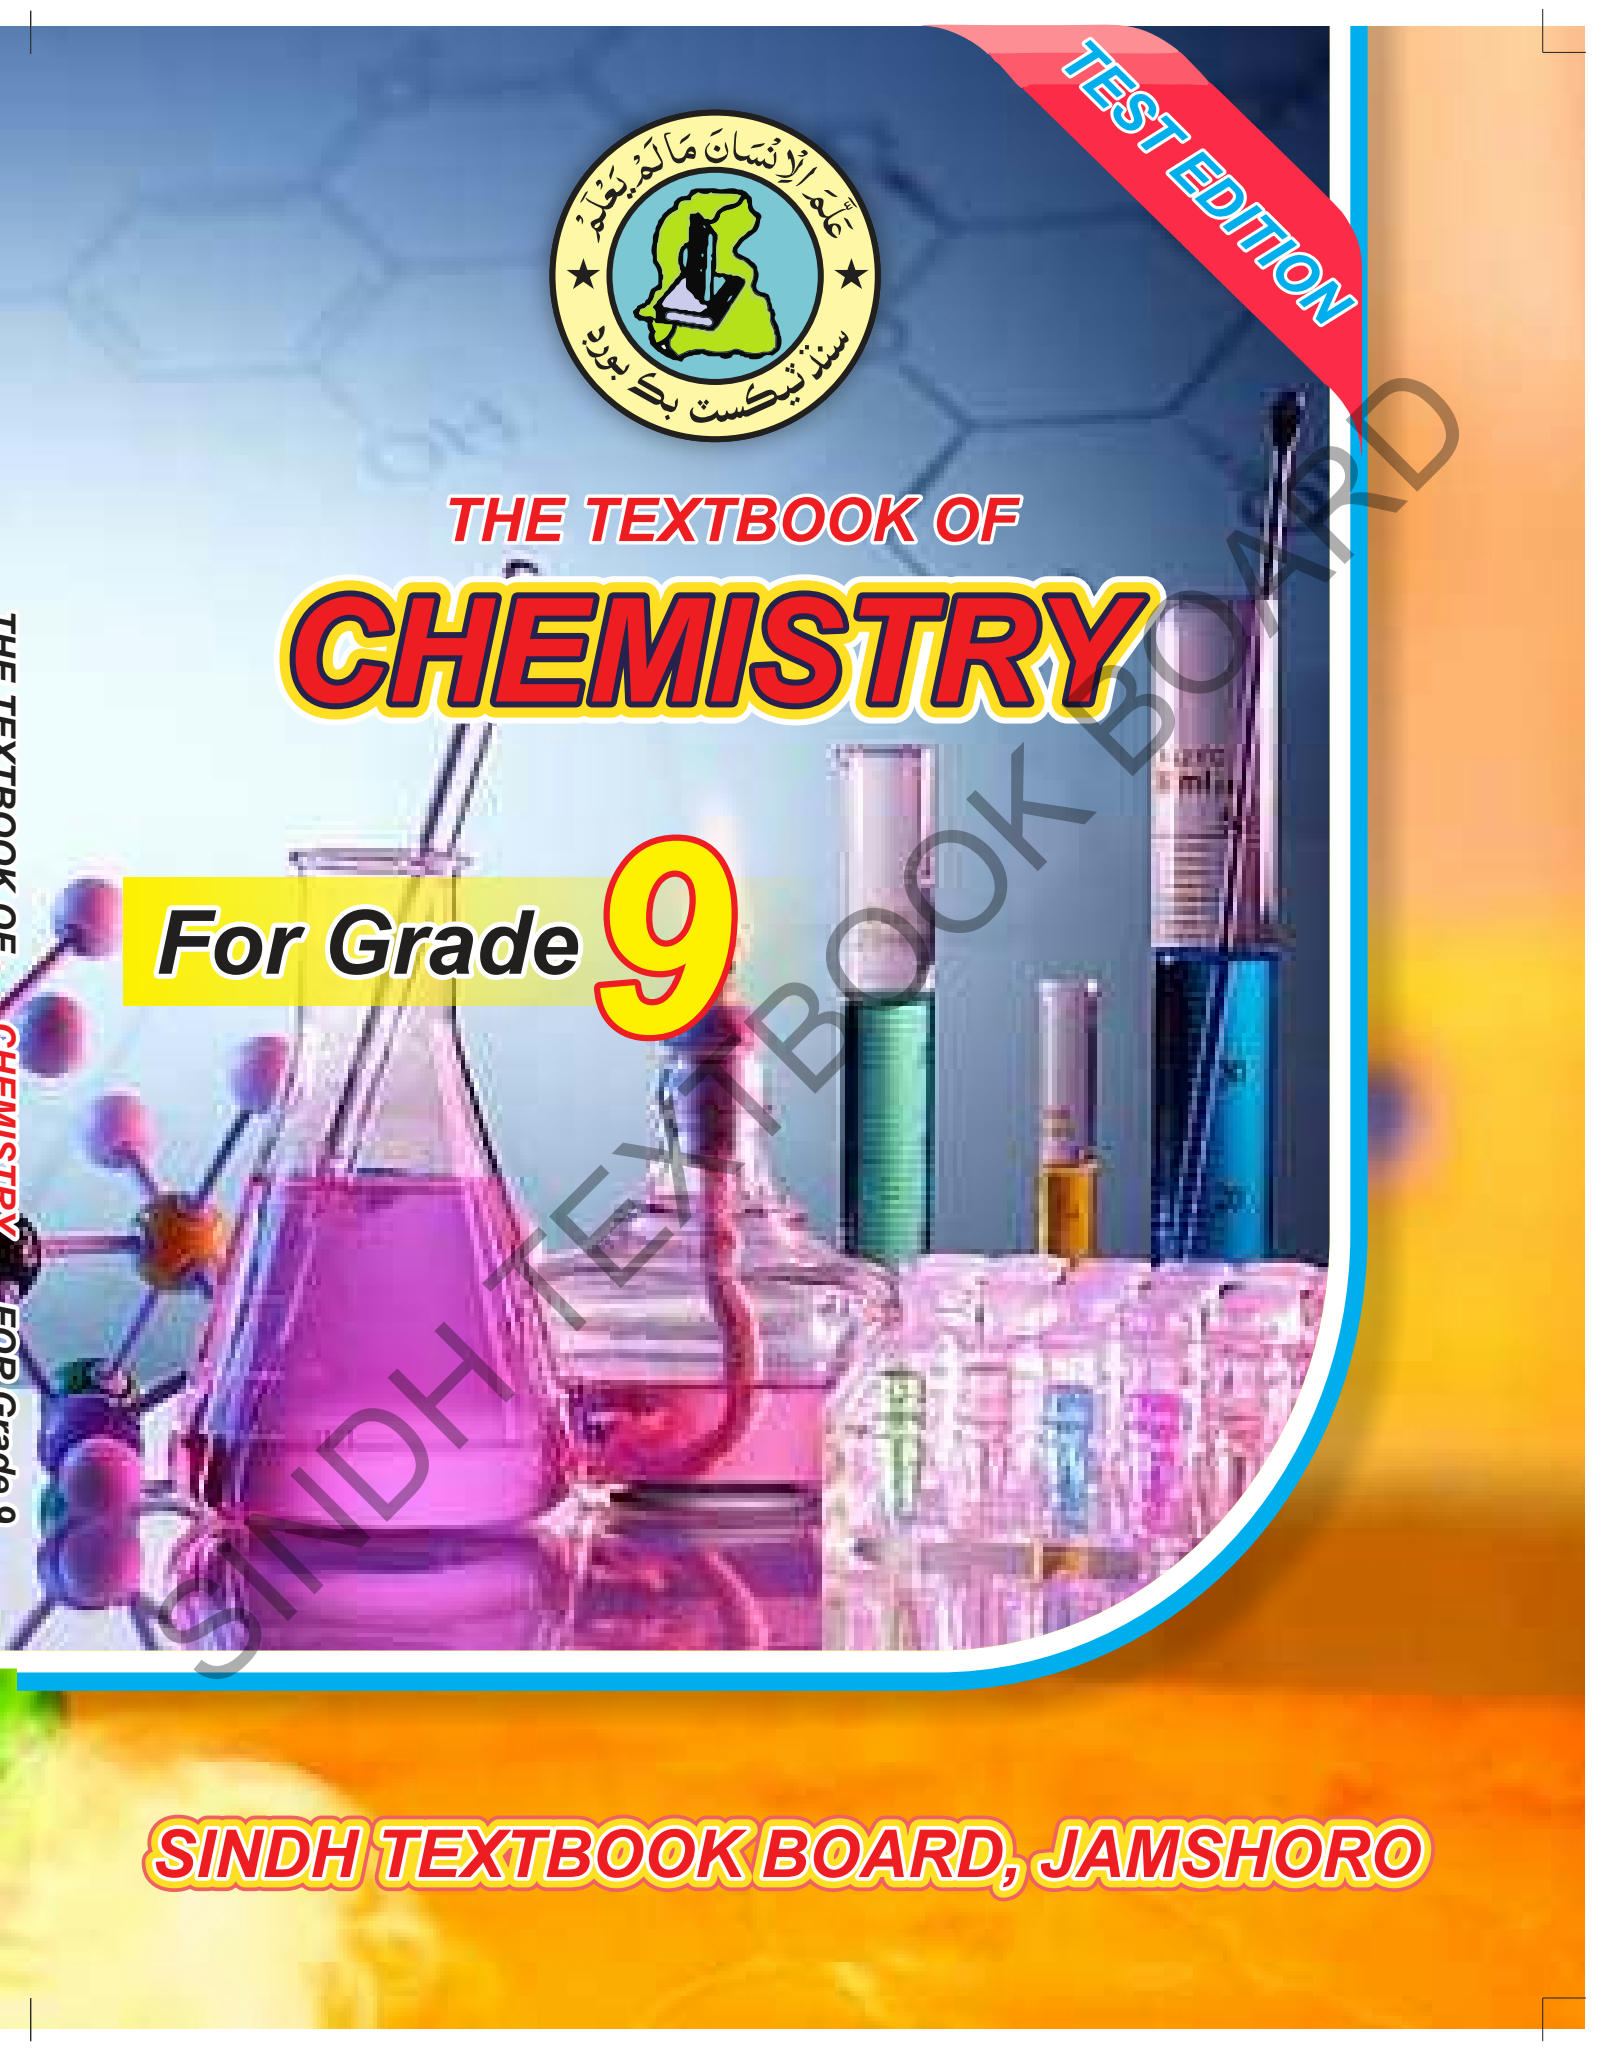 TEST EDITION
عَلَّمَ الْاِنْسَانَ مَا لَمْ يَعْلَمْ
سنڌ ٽيڪسٽ بڪ بورڊ
OH
THE TEXTBOOK OF
CHEMISTRY
For Grade 9
THE TEXTBOOK OF CHEMISTRY FOR Grade 9
SINDH TEXTBOOK BOARD
SINDH TEXTBOOK BOARD, JAMSHORO